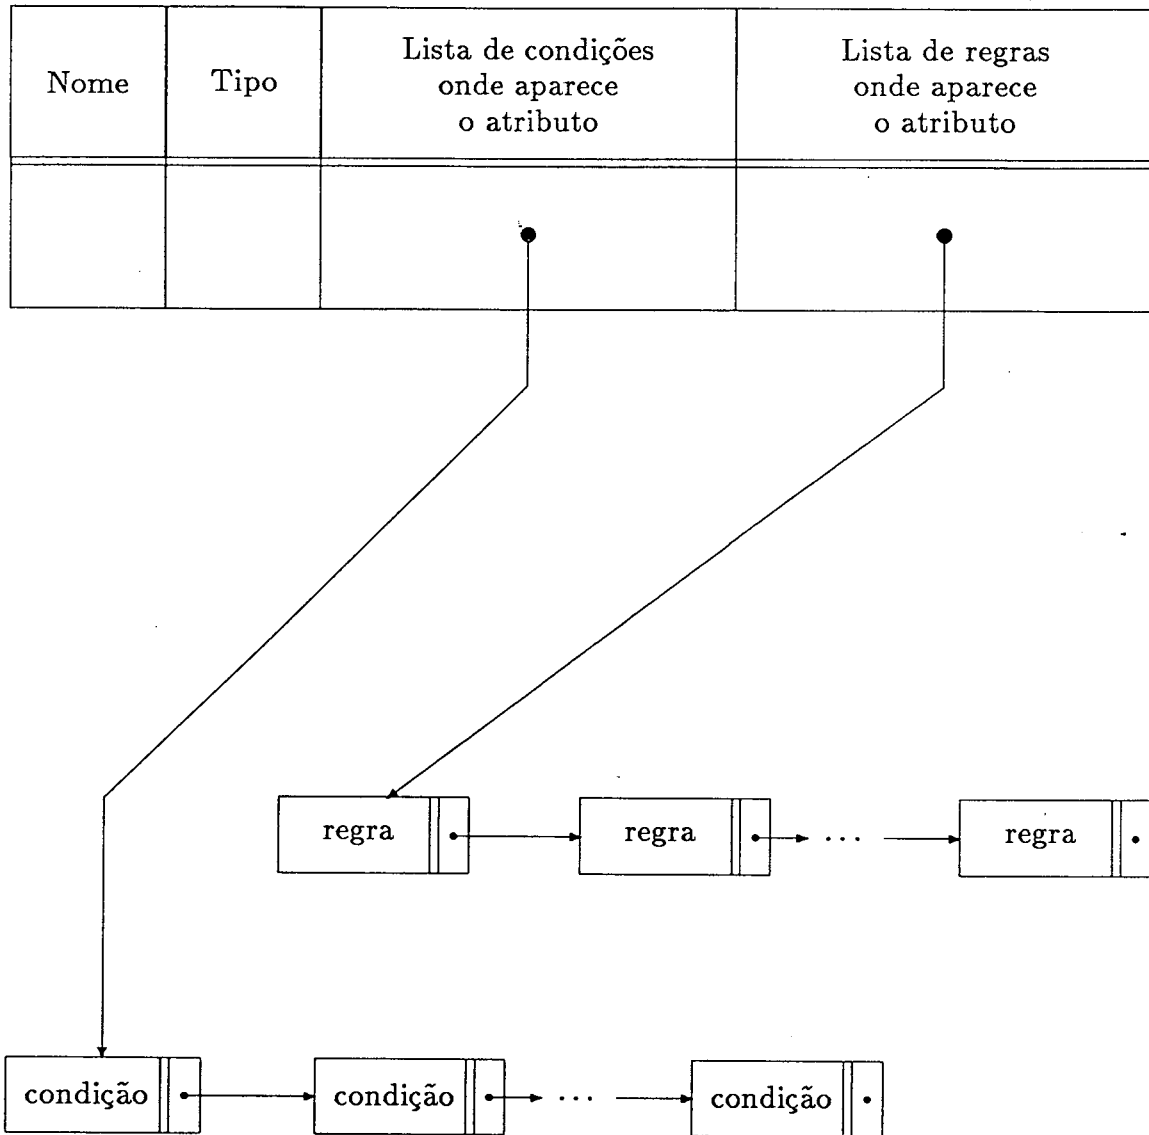 Nome
Tipo
Lista de condições
onde aparece
o atributo
Lista de regras
onde aparece
o atributo
regra
regra
...
regra
condição
condição
...
condição